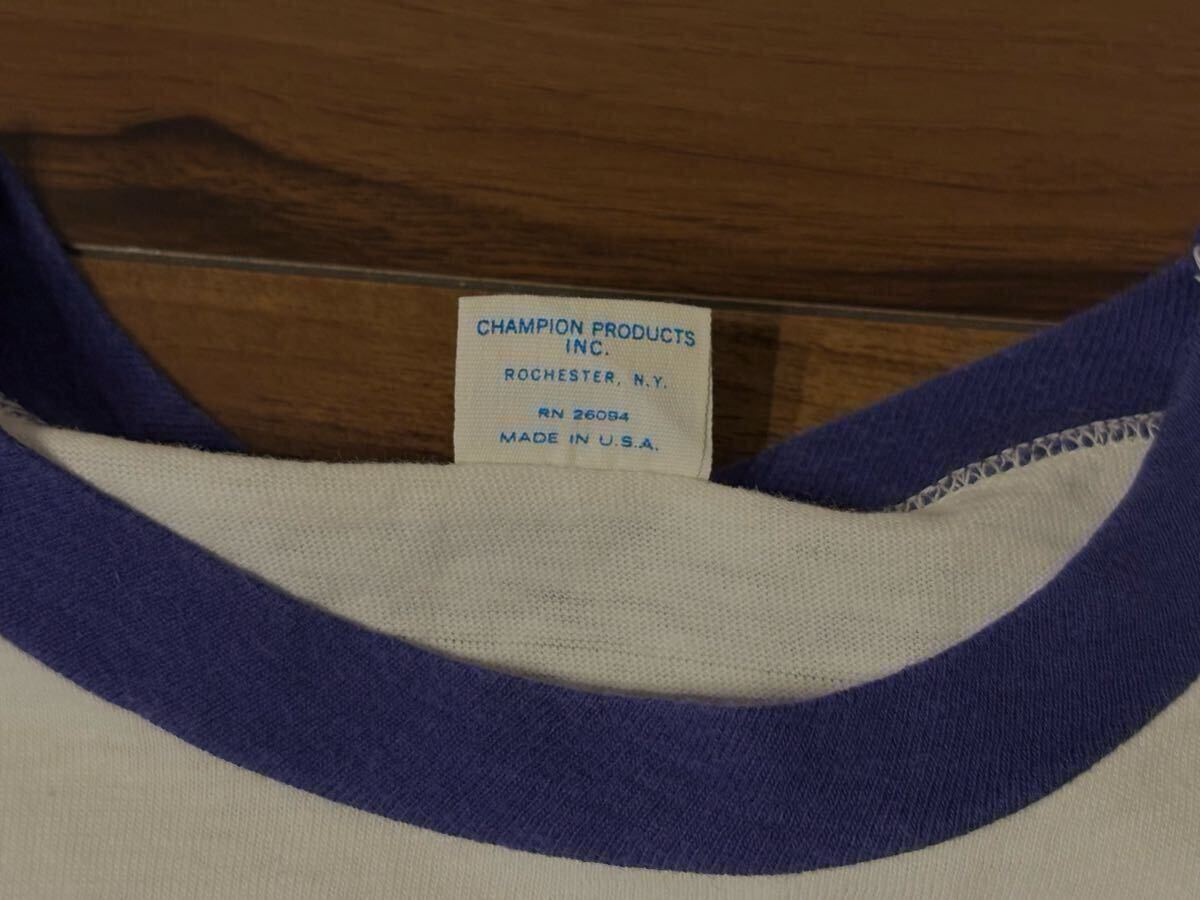 CHAMPION PRODUCTS
INC.
ROCHESTER, N.Y.
RN 26094
MADE IN U.S.A.